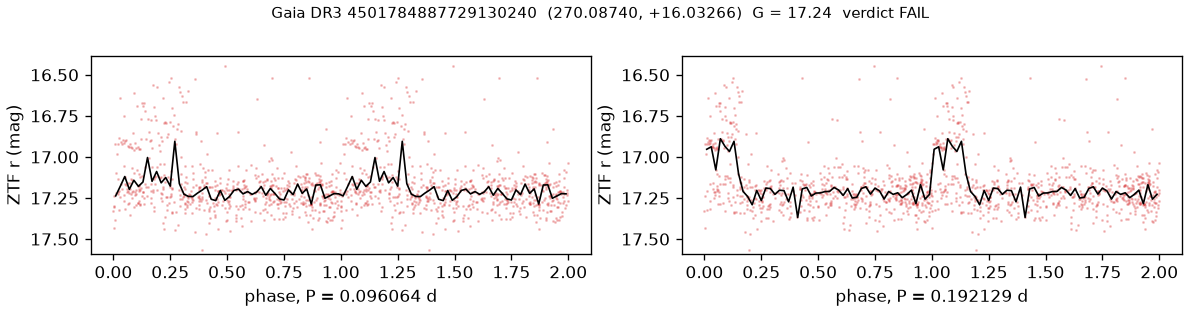 Gaia DR3 4501784887729130240  (270.08740, +16.03266)  G = 17.24  verdict FAIL
ZTF r (mag)
16.50
16.75
17.00
17.25
17.50
0.00 0.25 0.50 0.75 1.00 1.25 1.50 1.75 2.00
phase, P = 0.096064 d
ZTF r (mag)
16.50
16.75
17.00
17.25
17.50
0.00 0.25 0.50 0.75 1.00 1.25 1.50 1.75 2.00
phase, P = 0.192129 d